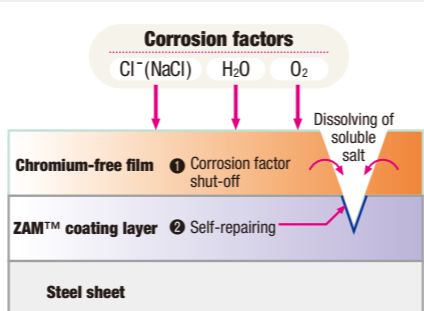 Corrosion factors
Cl⁻(NaCl) H₂O O₂
Dissolving of
soluble
salt
Chromium-free film ❶ Corrosion factor
shut-off
ZAM™ coating layer ❷ Self-repairing
Steel sheet